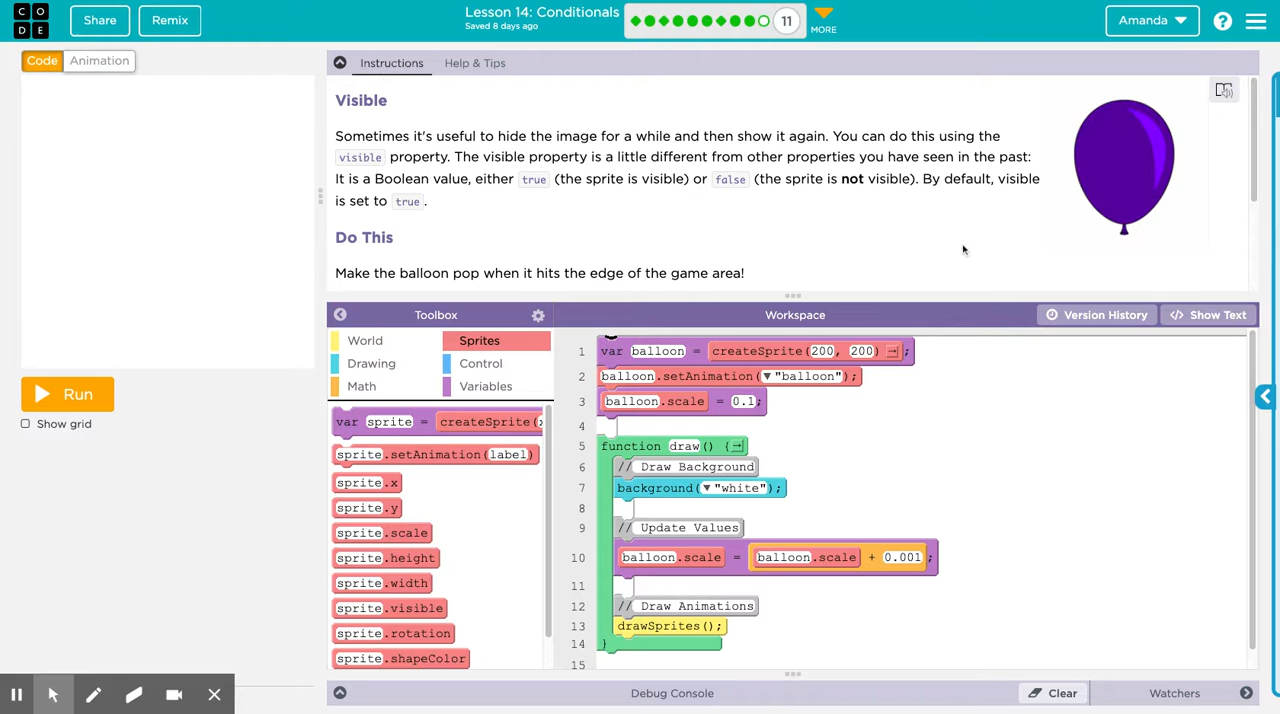 C O
D E
Share
Remix
Lesson 14: Conditionals
Saved 8 days ago
11
MORE
Amanda
?
Code
Animation
Instructions
Help & Tips
Visible
Sometimes it's useful to hide the image for a while and then show it again. You can do this using the
visible property. The visible property is a little different from other properties you have seen in the past:
It is a Boolean value, either true (the sprite is visible) or false (the sprite is not visible). By default, visible
is set to true.
Do This
Make the balloon pop when it hits the edge of the game area!
Run
Show grid
Toolbox
Workspace
Version History
</> Show Text
World
Sprites
Drawing
Control
Math
Variables
var sprite = createSprite(
sprite.setAnimation(label)
sprite.x
sprite.y
sprite.scale
sprite.height
sprite.width
sprite.visible
sprite.rotation
sprite.shapeColor
1 var balloon = createSprite(200, 200);
2 balloon.setAnimation("balloon");
3 balloon.scale = 0.1;
4
5 function draw() {
6 // Draw Background
7 background("white");
8
9 // Update Values
10 balloon.scale = balloon.scale + 0.001;
11
12 // Draw Animations
13 drawSprites();
14 }
15
Debug Console
Clear
Watchers